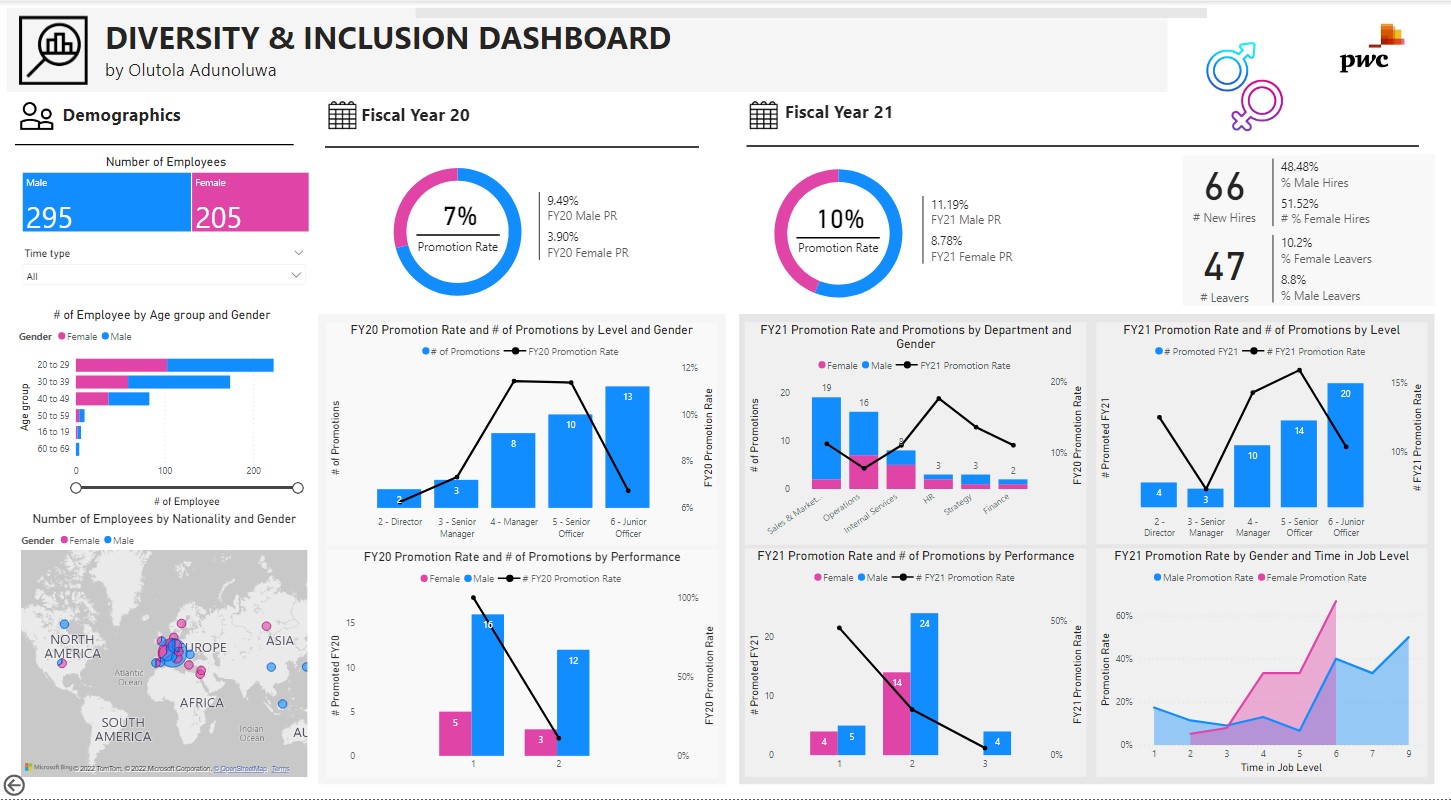 DIVERSITY & INCLUSION DASHBOARD
by Olutola Adunoluwa
pwc
Demographics
Number of Employees
Male
295
Female
205
Time type
All
# of Employee by Age group and Gender
Gender Female Male
Age group
20 to 29
30 to 39
40 to 49
50 to 59
16 to 19
60 to 69
0 100 200
# of Employee
Number of Employees by Nationality and Gender
Gender Female Male
NORTH AMERICA
EUROPE
ASIA
Atlantic Ocean
AFRICA
SOUTH AMERICA
Indian Ocean
AU
Microsoft Bing © 2022 TomTom, © 2022 Microsoft Corporation, © OpenStreetMap Terms
Fiscal Year 20
7%
Promotion Rate
9.49%
FY20 Male PR
3.90%
FY20 Female PR
FY20 Promotion Rate and # of Promotions by Level and Gender
# of Promotions FY20 Promotion Rate
# of Promotions
2 3 8 10 13
12%
10%
8%
6%
FY20 Promotion Rate
2 - Director
3 - Senior Manager
4 - Manager
5 - Senior Officer
6 - Junior Officer
FY20 Promotion Rate and # of Promotions by Performance
Female Male # FY20 Promotion Rate
# Promoted FY20
15
10
5
0
5 16 3 12
100%
50%
0%
FY20 Promotion Rate
1 2
Fiscal Year 21
10%
Promotion Rate
11.19%
FY21 Male PR
8.78%
FY21 Female PR
66
# New Hires
48.48%
% Male Hires
51.52%
# % Female Hires
47
# Leavers
10.2%
% Female Leavers
8.8%
% Male Leavers
FY21 Promotion Rate and Promotions by Department and
Gender
Female Male FY21 Promotion Rate
# of Promotions
20
10
0
19 16 8 3 3 2
20%
10%
FY20 Promotion Rate
Sales & Market...
Operations
Internal Services
HR
Strategy
Finance
FY21 Promotion Rate and # of Promotions by Level
# Promoted FY21 # FY21 Promotion Rate
# Promoted FY21
4 3 10 14 20
15%
10%
# FY21 Promotion Rate
2 - Director
3 - Senior Manager
4 - Manager
5 - Senior Officer
6 - Junior Officer
FY21 Promotion Rate and # of Promotions by Performance
Female Male # FY21 Promotion Rate
# Promoted FY21
20
10
0
4 5 14 24 4
50%
0%
FY21 Promotion Rate
1 2 3
FY21 Promotion Rate by Gender and Time in Job Level
Male Promotion Rate Female Promotion Rate
Promotion Rate
60%
40%
20%
0%
1 2 3 4 5 6 7 9
Time in Job Level